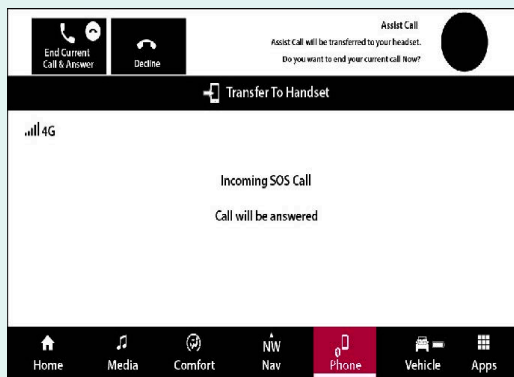 End Current
Call & Answer
Decline
Assist Call
Assist Call will be transferred to your headset.
Do you want to end your current call Now?
Transfer To Handset
4G
Incoming SOS Call
Call will be answered
Home
Media
Comfort
NW
Nav
Phone
Vehicle
Apps